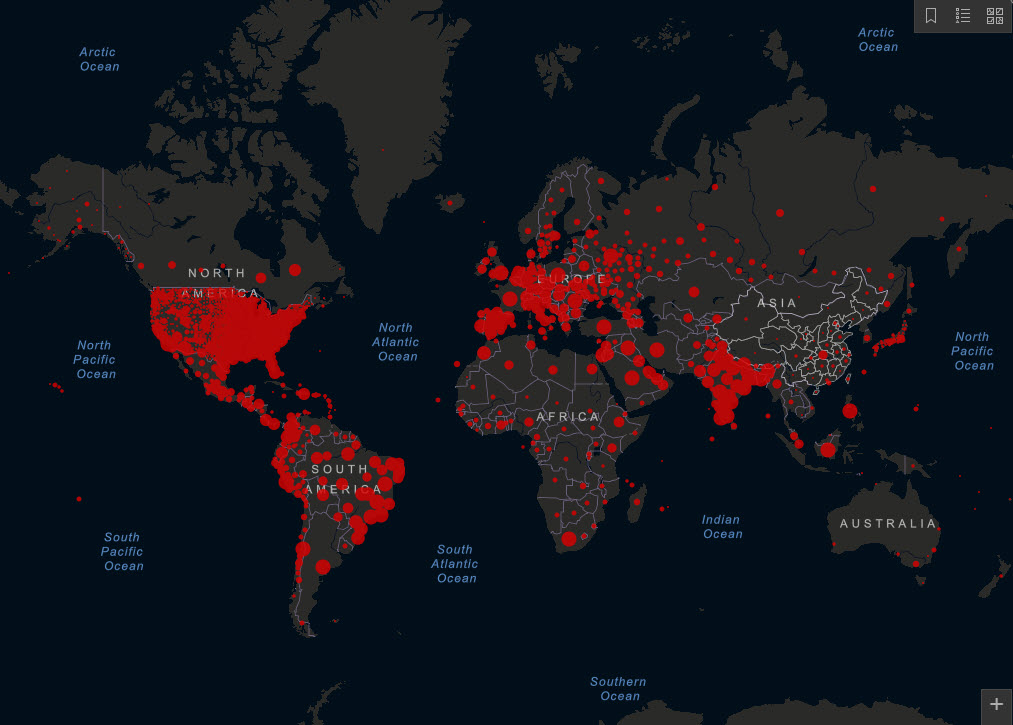 Arctic
Ocean
Arctic
Ocean
NORTH
AMERICA
EUROPE
ASIA
North
Pacific
Ocean
North
Atlantic
Ocean
North
Pacific
Ocean
AFRICA
SOUTH
AMERICA
Indian
Ocean
AUSTRALIA
South
Pacific
Ocean
South
Atlantic
Ocean
Southern
Ocean